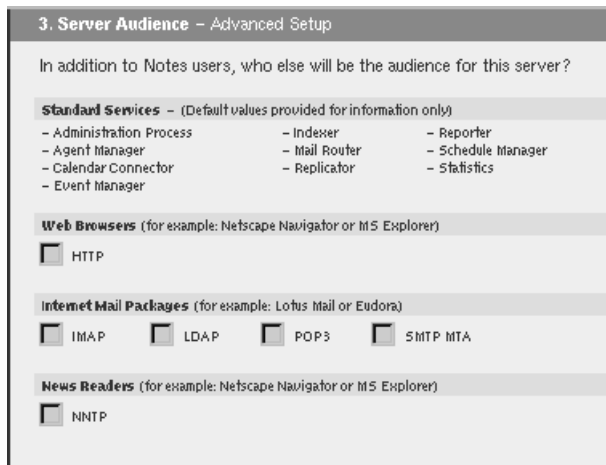 3. Server Audience – Advanced Setup
In addition to Notes users, who else will be the audience for this server?
Standard Services – (Default values provided for information only)
– Administration Process – Indexer – Reporter
– Agent Manager – Mail Router – Schedule Manager
– Calendar Connector – Replicator – Statistics
– Event Manager
Web Browsers (for example: Netscape Navigator or MS Explorer)
HTTP
Internet Mail Packages (for example: Lotus Mail or Eudora)
IMAP LDAP POP3 SMTP MTA
News Readers (for example: Netscape Navigator or MS Explorer)
NNTP